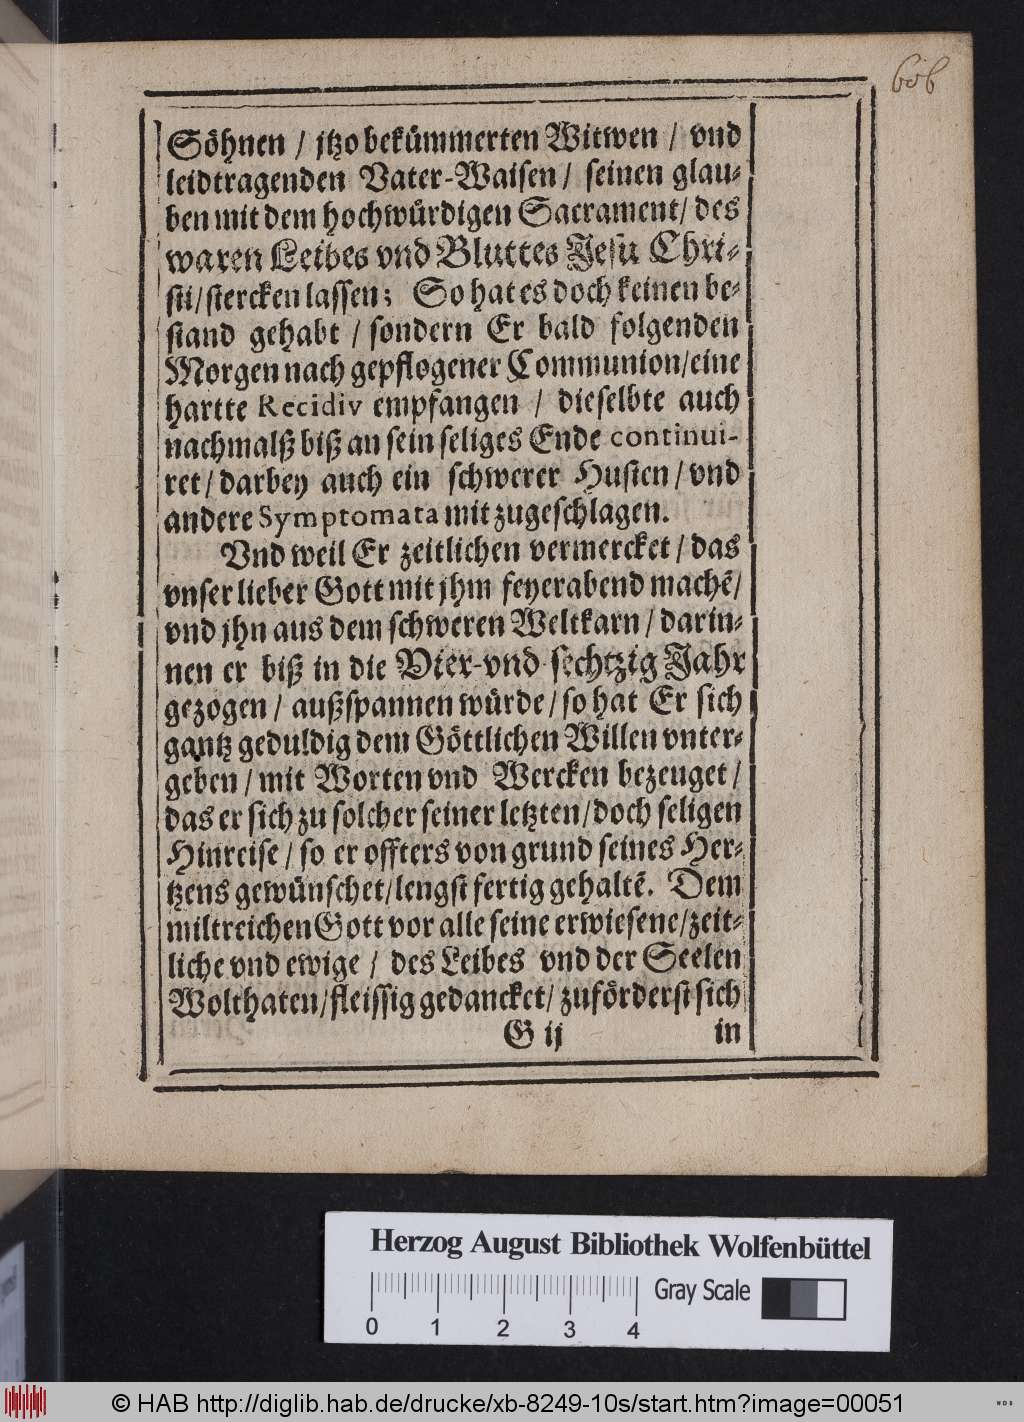 606
Söhnen / jtzo bekümmerten Witwen / vnd
leidtragenden Vater-Waisen / seinen glau-
ben mit dem hochwürdigen Sacrament / des
waren Leibes vnd Bluttes Jesu Chri-
sti / stercken lassen; So hat es doch keinen be-
stand gehabt / sondern Er bald folgenden
Morgen nach gepflogener Communion / eine
hartte Recidiv empfangen / dieselbte auch
nachmalß biß an sein seliges Ende continui-
ret / darbey auch ein schwerer Husten / vnd
andere Symptomata mit zugeschlagen.
Vnd weil Er zeitlichen vermercket / das
vnser lieber Gott mit jhm feyerabend machẽ /
vnd jhn aus dem schweren Weltkarn / darin-
nen er biß in die Vier-vnd sechtzig Jahr
gezogen / außspannen würde / so hat Er sich
gantz geduldig dem Göttlichen Willen vnter-
geben / mit Worten vnd Wercken bezeuget /
das er sich zu solcher seiner letzten / doch seligen
Hinreise / so er offters von grund seines Her-
tzens gewünschet / lengst fertig gehaltẽ. Dem
miltreichen Gott vor alle seine erwiesene / zeit-
liche vnd ewige / des Leibes vnd der Seelen
Wolthaten / fleissig gedancket / zuförderst sich
G ij in
Herzog August Bibliothek Wolfenbüttel
Gray Scale
0 1 2 3 4
© HAB http://diglib.hab.de/drucke/xb-8249-10s/start.htm?image=00051